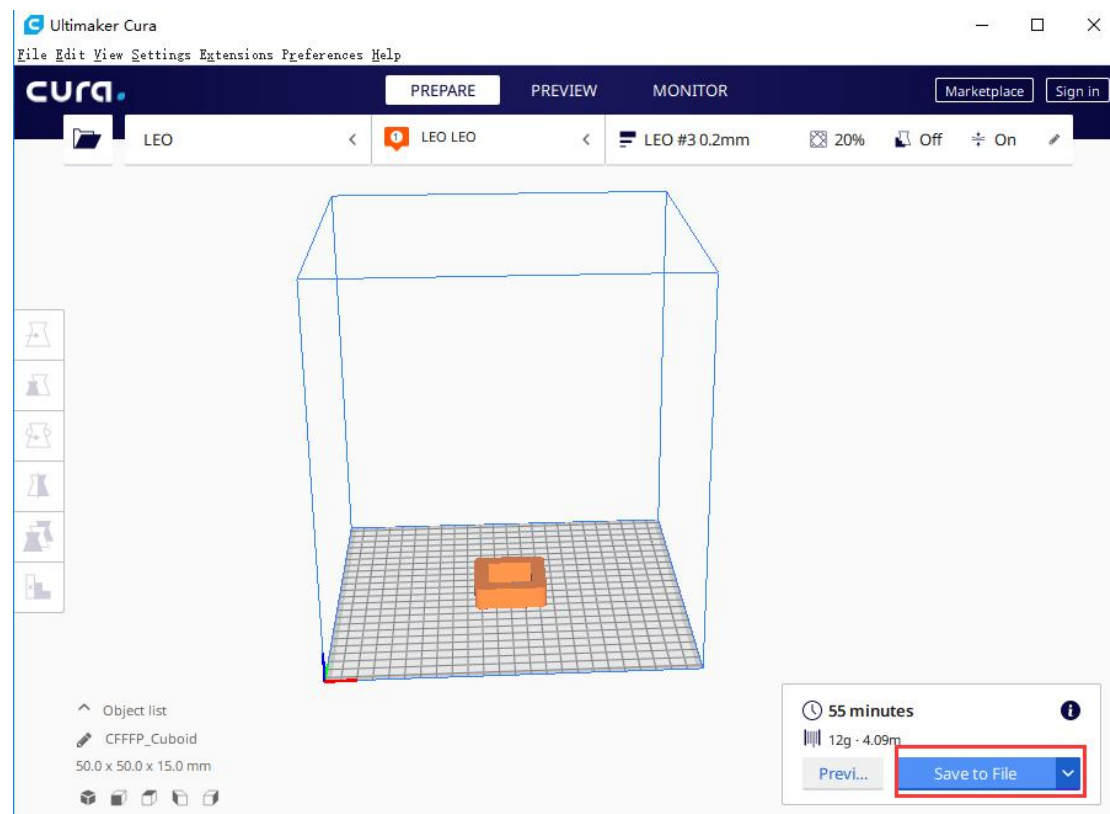 Ultimaker Cura
File Edit View Settings Extensions Preferences Help
cura.
PREPARE PREVIEW MONITOR
Marketplace Sign in
LEO
1 LEO LEO
LEO #3 0.2mm 20% Off On
Object list
CFFFP_Cuboid
50.0 x 50.0 x 15.0 mm
55 minutes
12g · 4.09m
Previ... Save to File